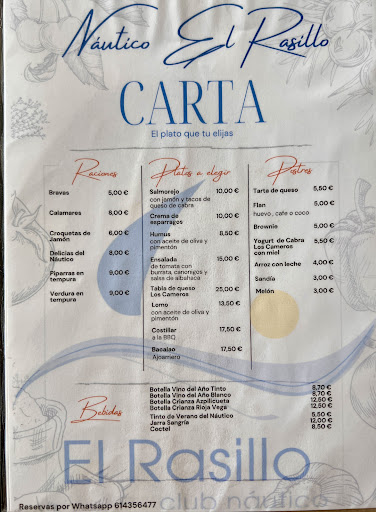 Náutico El Rasillo
CARTA
El plato que tu elijas
Raciones
Bravas 5,00 €
Calamares 8,00 €
Croquetas de
Jamón 6,00 €
Delicias del
Náutico 8,00 €
Piparras en
tempura 9,00 €
Verdura en
tempura 9,00 €
Platos a elegir
Salmorejo 10,00 €
con jamón y tacos de
queso de cabra
Crema de
esparragos 10,00 €
Humus 8,50 €
con aceite de oliva y
pimentón
Ensalada 15,00 €
de tomata con
burrata, canonigos y
salsa de albahaca
Tabla de queso
Los Cameros 25,00 €
Lomo 13,50 €
con aceite de oliva y
pimentón
Costillar 17,50 €
a la BBQ
Bacalao 17,50 €
Ajoarriero
Postres
Tarta de queso 5,50 €
Flan 5,00 €
huevo, cafe o coco
Brownie 5,00 €
Yogurt de Cabra 5,50 €
Los Cameros
con miel
Arroz con leche 4,00 €
Sandía 3,00 €
Melón 3,00 €
Bebidas
Botella Vino del Año Tinto 8,70 €
Botella Vino del Año Blanco 8,70 €
Botella Crianza Azpilicueta 12,50 €
Botella Crianza Rioja Vega 12,50 €
Tinto de Verano del Náutico 5,50 €
Jarra Sangría 12,00 €
Coctel 8,50 €
El Rasillo
club náutico
Reservas por Whatsapp 614356477